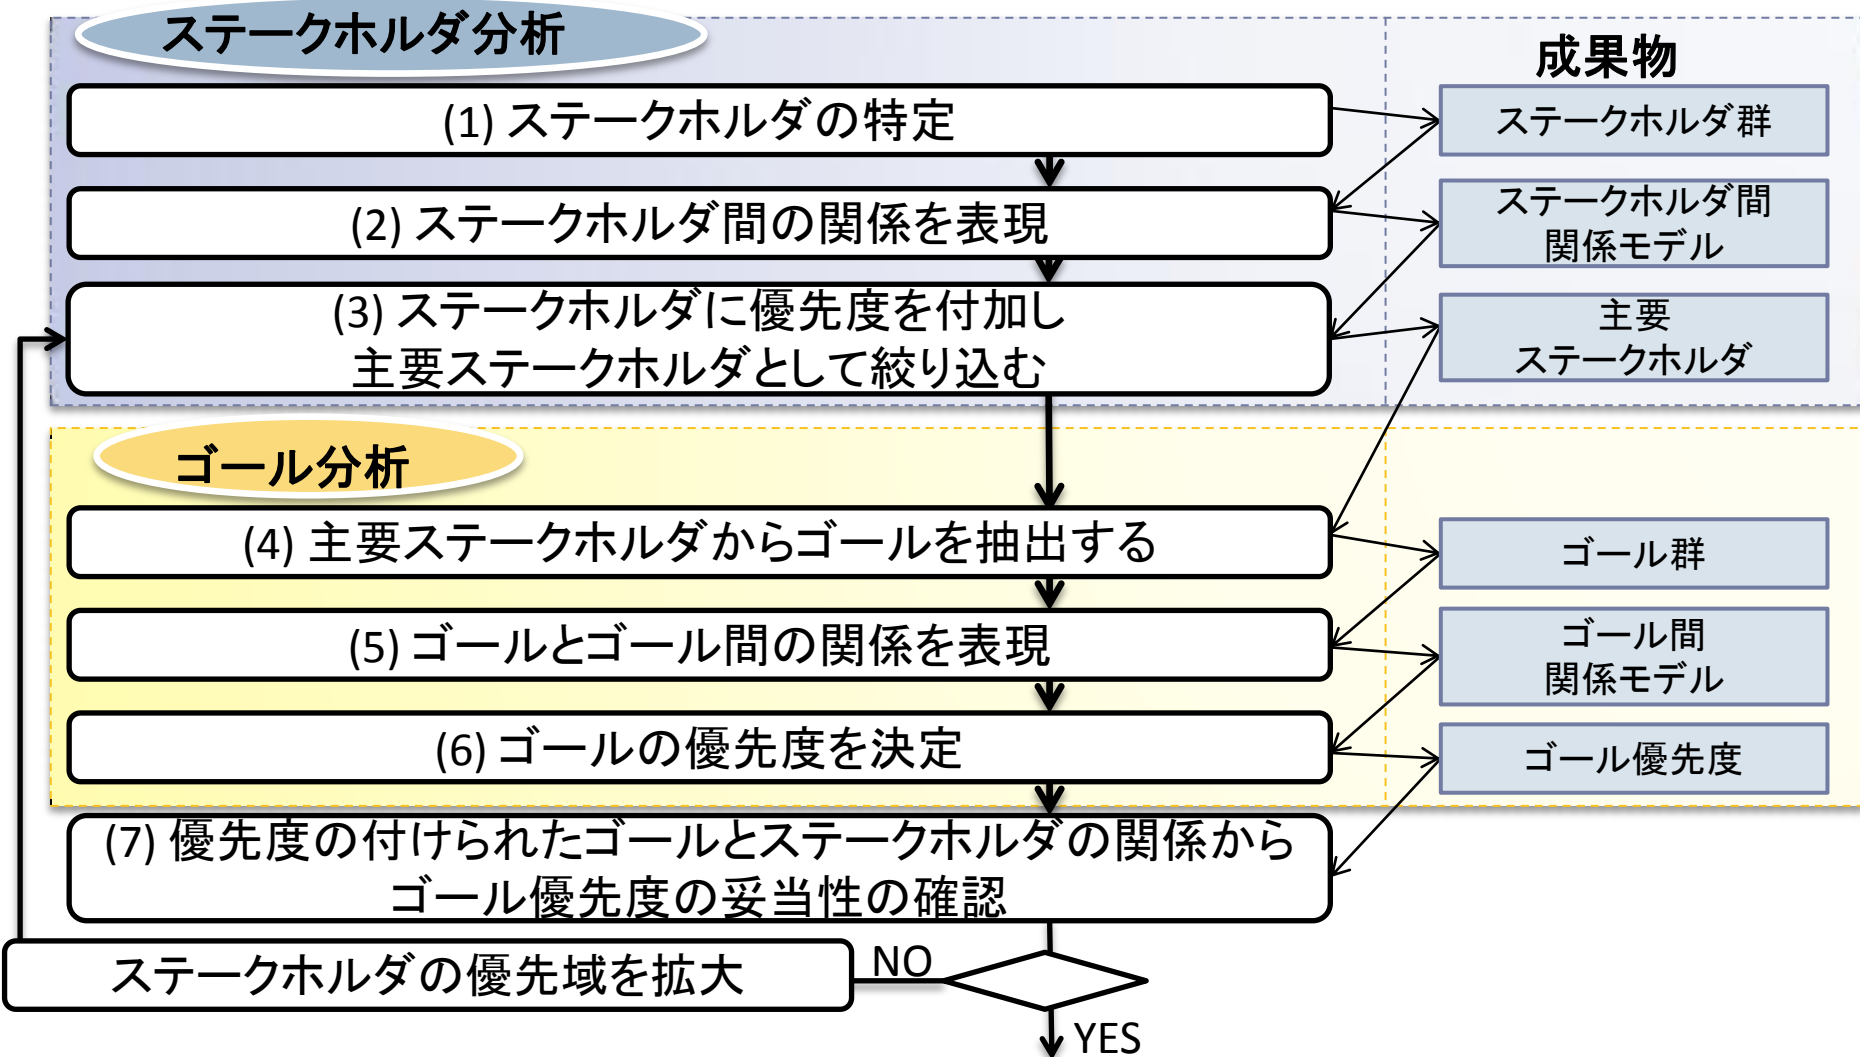 ステークホルダ分析
成果物
(1) ステークホルダの特定
ステークホルダ群
(2) ステークホルダ間の関係を表現
ステークホルダ間
関係モデル
(3) ステークホルダに優先度を付加し
主要ステークホルダとして絞り込む
主要
ステークホルダ
ゴール分析
(4) 主要ステークホルダからゴールを抽出する
ゴール群
(5) ゴールとゴール間の関係を表現
ゴール間
関係モデル
(6) ゴールの優先度を決定
ゴール優先度
(7) 優先度の付けられたゴールとステークホルダの関係から
ゴール優先度の妥当性の確認
ステークホルダの優先域を拡大
NO
YES